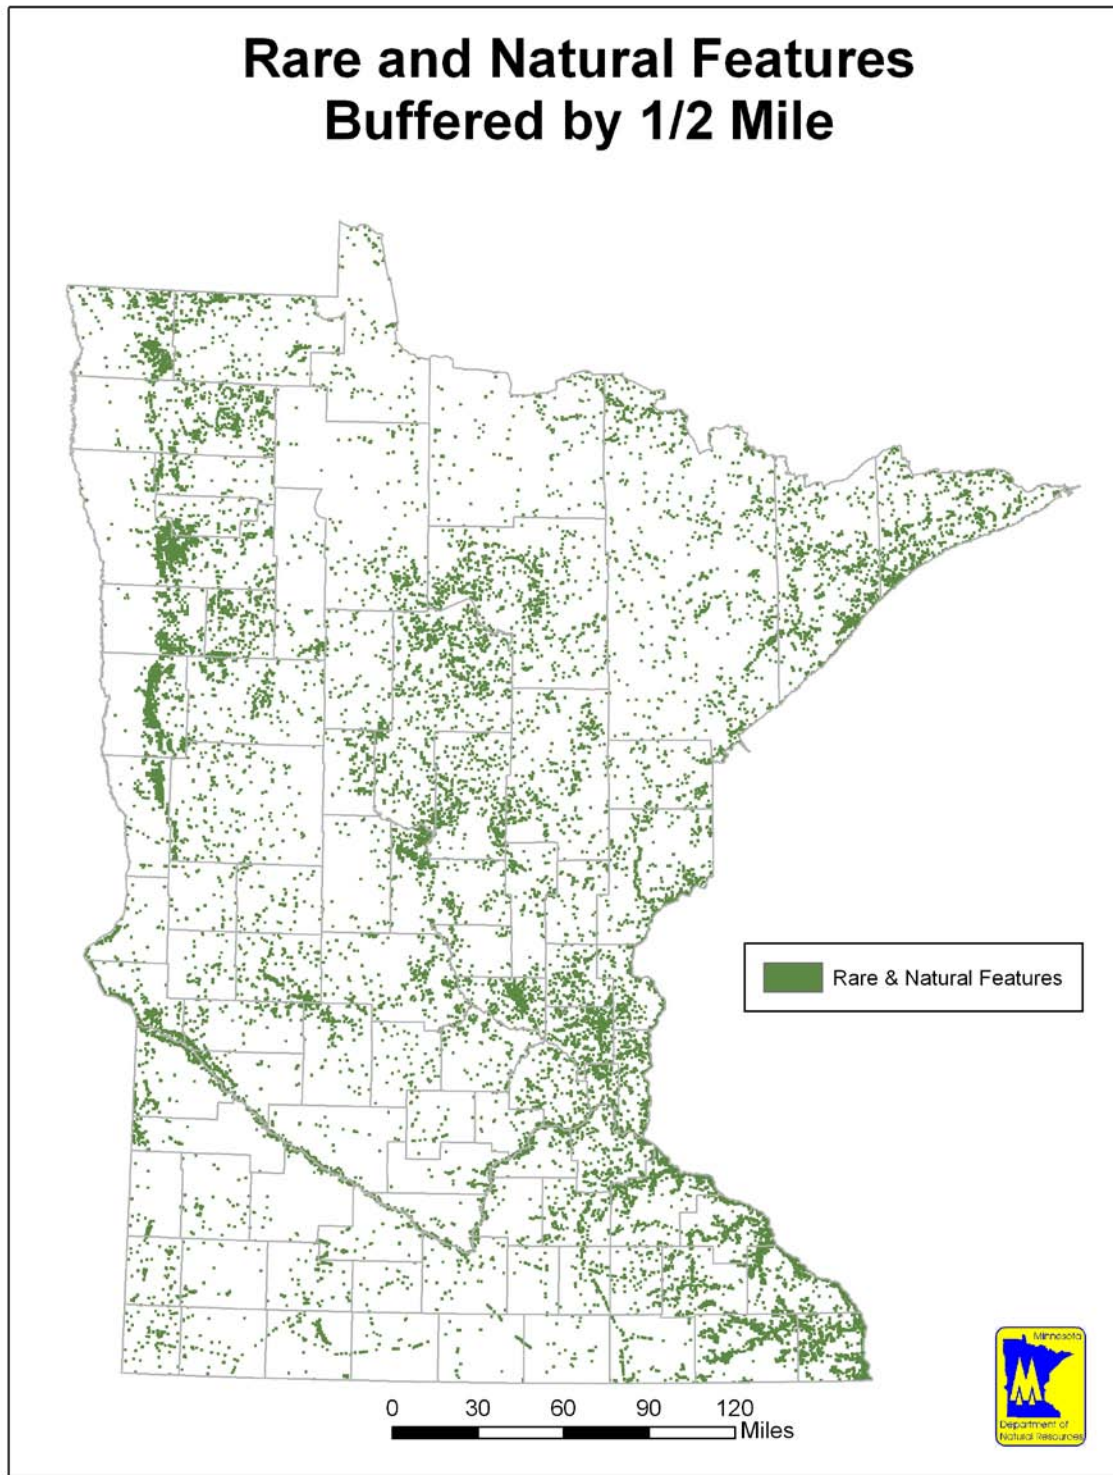 Rare and Natural Features
Buffered by 1/2 Mile
Rare & Natural Features
Minnesota
M
Department of
Natural Resources
0 30 60 90 120
Miles